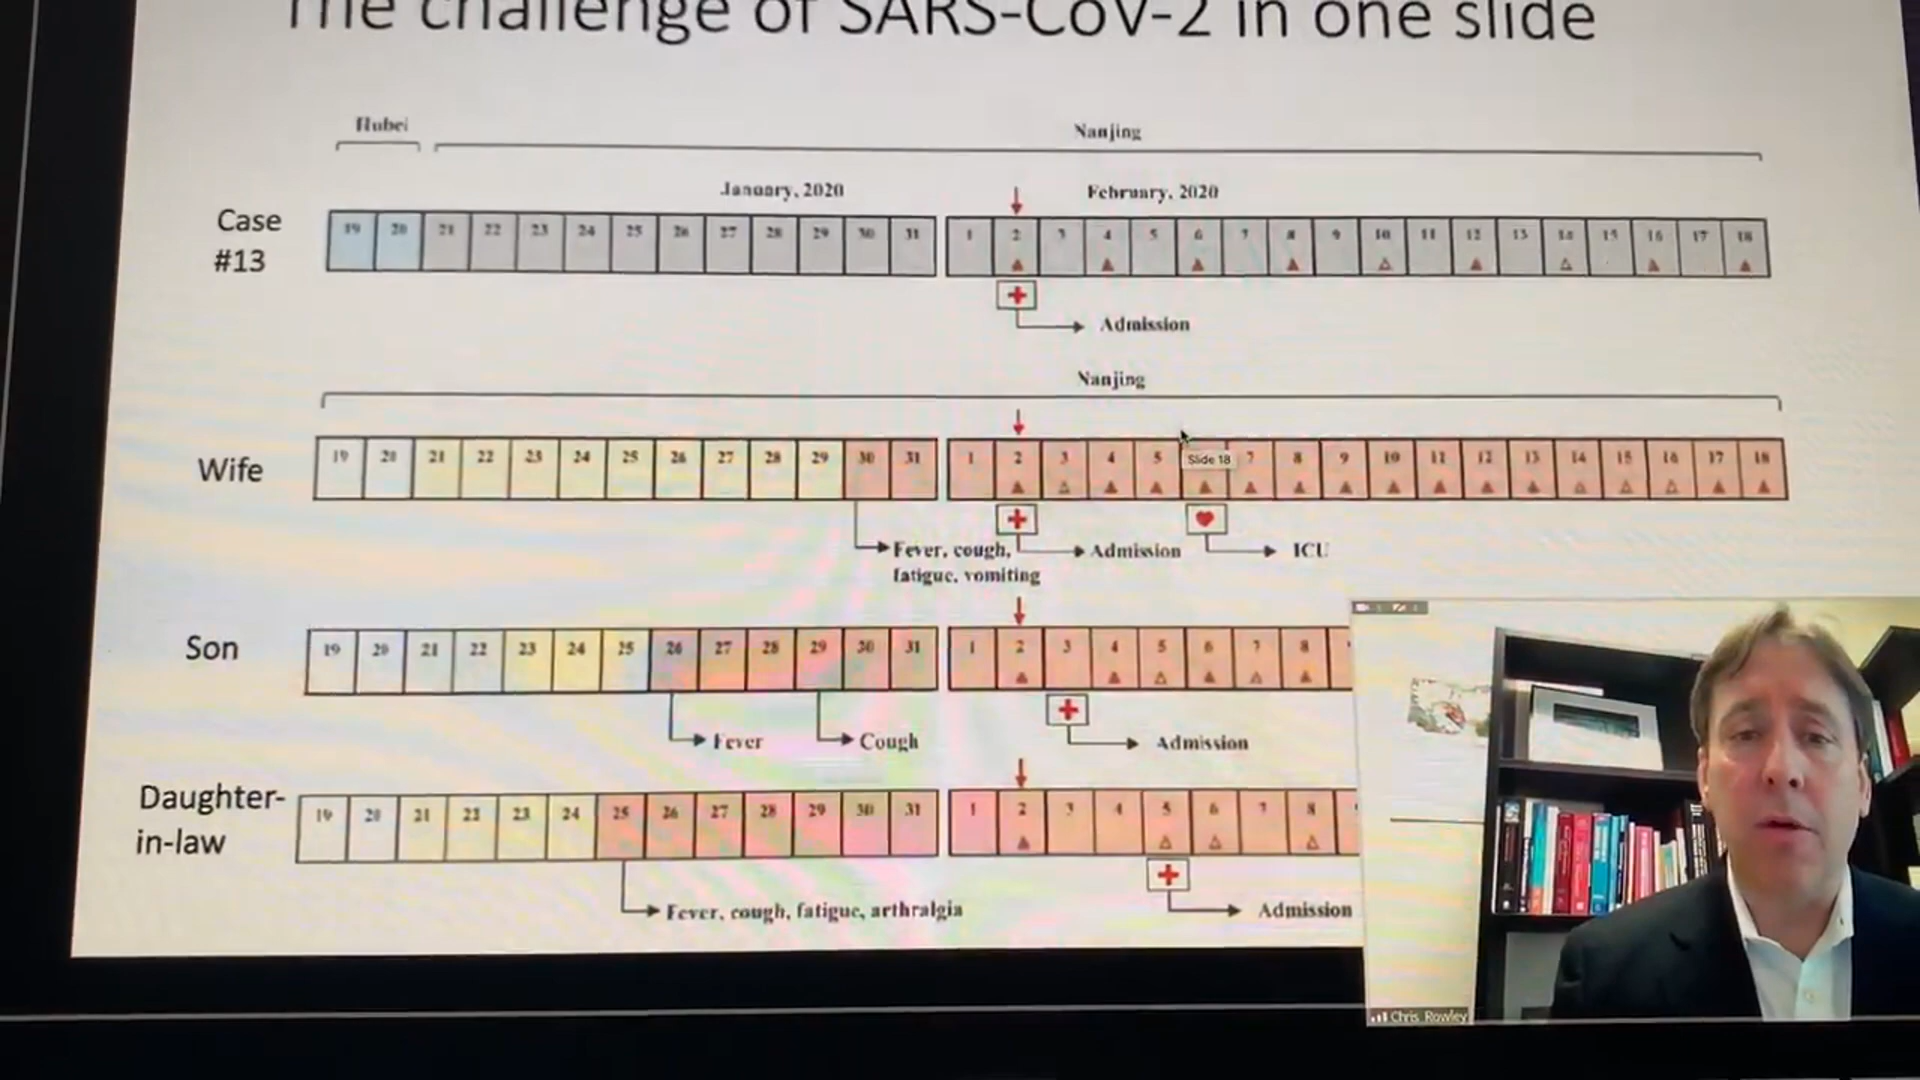 The challenge of SARS-CoV-2 in one slide
Hubei
Nanjing
January, 2020
February, 2020
Case
#13
19 20 21 22 23 24 25 26 27 28 29 30 31 1 2 3 4 5 6 7 8 9 10 11 12 13 14 15 16 17 18
Admission
Nanjing
Wife
19 20 21 22 23 24 25 26 27 28 29 30 31 1 2 3 4 5 Slide 18 7 8 9 10 11 12 13 14 15 16 17 18
Fever, cough,
fatigue, vomiting
Admission
ICU
Son
19 20 21 22 23 24 25 26 27 28 29 30 31 1 2 3 4 5 6 7 8
Fever
Cough
Admission
Daughter-
in-law
19 20 21 22 23 24 25 26 27 28 29 30 31 1 2 3 4 5 6 7 8
Fever, cough, fatigue, arthralgia
Admission
Chris Rowley